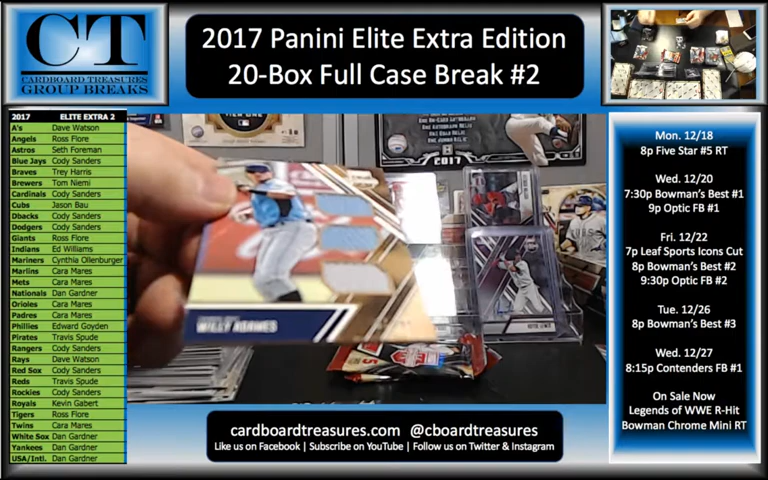 CT
CARDBOARD TREASURES
GROUP BREAKS
2017 Panini Elite Extra Edition
20-Box Full Case Break #2
2017 ELITE EXTRA 2
A's Dave Watson
Angels Ross Flore
Astros Seth Foreman
Blue Jays Cody Sanders
Braves Trey Harris
Brewers Tom Niemi
Cardinals Cody Sanders
Cubs Jason Bau
Dbacks Cody Sanders
Dodgers Cody Sanders
Giants Ross Flore
Indians Ed Williams
Mariners Cynthia Ollenburger
Marlins Cara Mares
Mets Cara Mares
Nationals Dan Gardner
Orioles Cara Mares
Padres Cara Mares
Phillies Edward Goyden
Pirates Travis Spude
Rangers Cody Sanders
Rays Dave Watson
Red Sox Cody Sanders
Reds Travis Spude
Rockies Cody Sanders
Royals Kevin Gabert
Tigers Ross Flore
Twins Cara Mares
White Sox Dan Gardner
Yankees Dan Gardner
USA/Intl. Dan Gardner
ONE AUTOGRAPH RELIC
2017
WILLY ADAMES
Mon. 12/18
8p Five Star #5 RT
Wed. 12/20
7:30p Bowman's Best #1
9p Optic FB #1
Fri. 12/22
7p Leaf Sports Icons Cut
8p Bowman's Best #2
9:30p Optic FB #2
Tue. 12/26
8p Bowman's Best #3
Wed. 12/27
8:15p Contenders FB #1
On Sale Now
Legends of WWE R-Hit
Bowman Chrome Mini RT
cardboardtreasures.com @cboardtreasures
Like us on Facebook | Subscribe on YouTube | Follow us on Twitter & Instagram